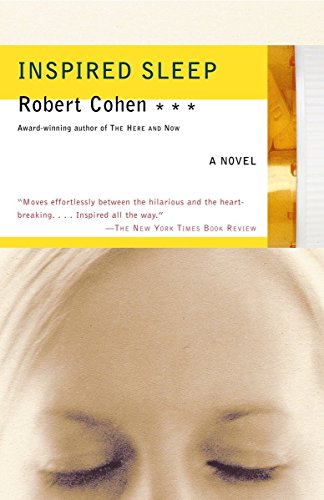 INSPIRED SLEEP
Robert Cohen ***
Award-winning author of THE HERE AND NOW
A NOVEL
"Moves effortlessly between the hilarious and the heart-
breaking. . . . Inspired all the way."
—THE NEW YORK TIMES BOOK REVIEW